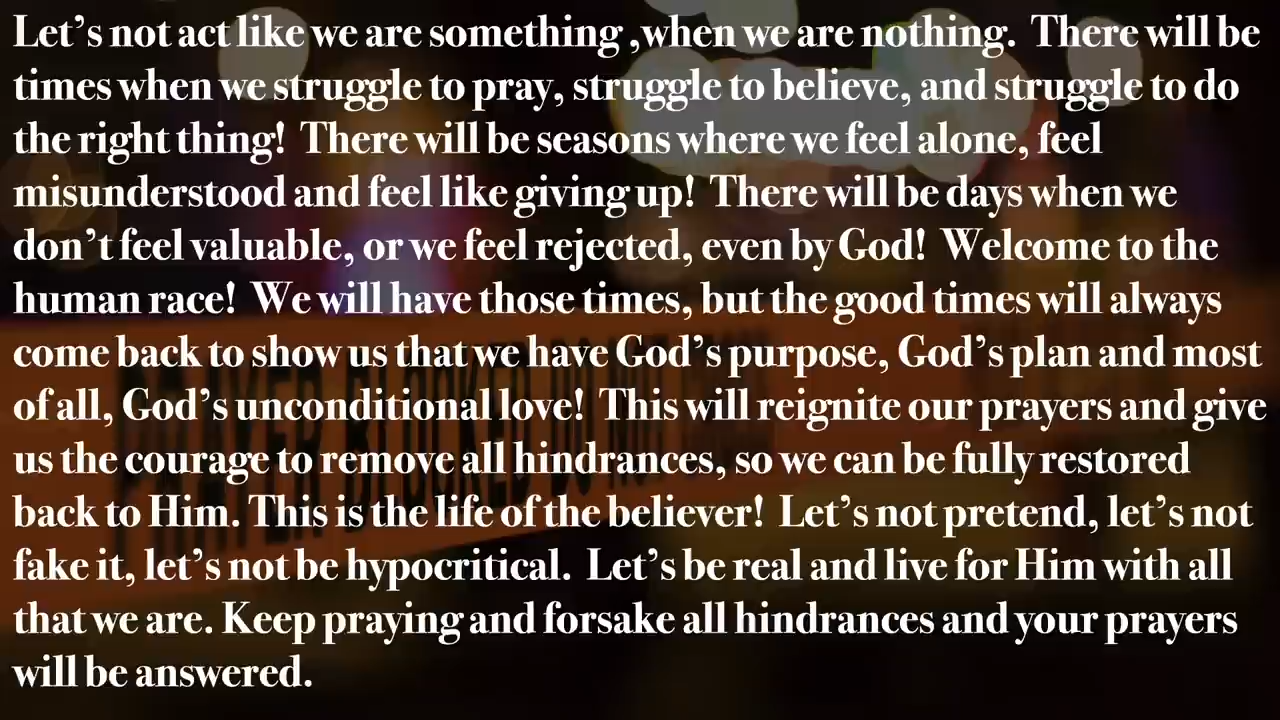 Let's not act like we are something ,when we are nothing. There will be
times when we struggle to pray, struggle to believe, and struggle to do
the right thing! There will be seasons where we feel alone, feel
misunderstood and feel like giving up! There will be days when we
don't feel valuable, or we feel rejected, even by God! Welcome to the
human race! We will have those times, but the good times will always
come back to show us that we have God's purpose, God's plan and most
of all, God's unconditional love! This will reignite our prayers and give
us the courage to remove all hindrances, so we can be fully restored
back to Him. This is the life of the believer! Let's not pretend, let's not
fake it, let's not be hypocritical. Let's be real and live for Him with all
that we are. Keep praying and forsake all hindrances and your prayers
will be answered.
PRAYER BLOCKED DO NOT